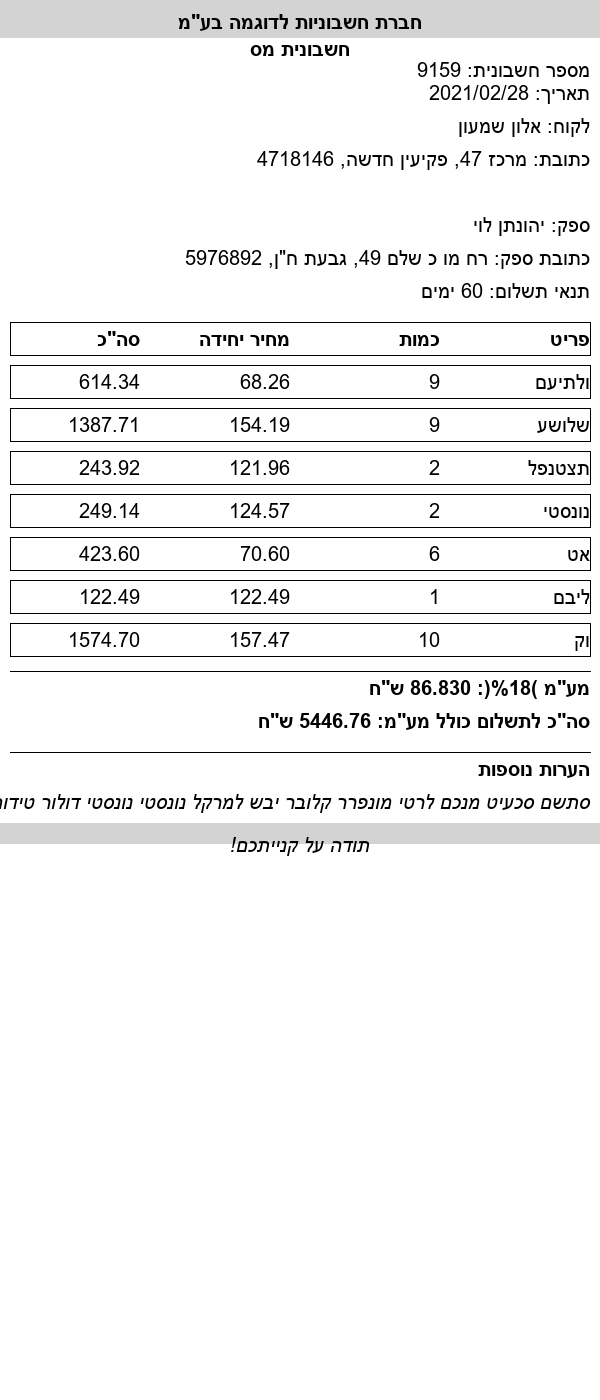 חברת חשבוניות לדוגמה בע"מ
חשבונית מס
מספר חשבונית: 9159
תאריך: 2021/02/28
לקוח: אלון שמעון
כתובת: מרכז 47, פקיעין חדשה, 4718146
ספק: יהונתן לוי
כתובת ספק: רח מו כ שלם 49, גבעת ח"ן, 5976892
תנאי תשלום: 60 ימים
פריט כמות מחיר יחידה סה"כ
ולתיעם 9 68.26 614.34
שלושע 9 154.19 1387.71
תצטנפל 2 121.96 243.92
נונסטי 2 124.57 249.14
אט 6 70.60 423.60
ליבם 1 122.49 122.49
וק 10 157.47 1574.70
מע"מ )18%(: 86.830 ש"ח
סה"כ לתשלום כולל מע"מ: 5446.76 ש"ח
הערות נוספות
סתשם סכעיט מנכם לרטי מונפרר קלובר יבש למרקל נונסטי נונסטי דולור
תודה על קנייתכם!